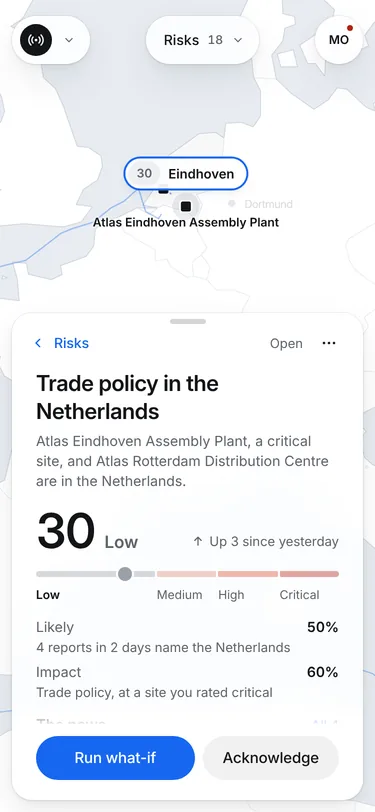 Risks 18
MO
30 Eindhoven
Dortmund
Atlas Eindhoven Assembly Plant
Risks
Open
Trade policy in the
Netherlands
Atlas Eindhoven Assembly Plant, a critical
site, and Atlas Rotterdam Distribution Centre
are in the Netherlands.
30 Low
↑ Up 3 since yesterday
Low Medium High Critical
Likely 50%
4 reports in 2 days name the Netherlands
Impact 60%
Trade policy, at a site you rated critical
The news
Run what-if
Acknowledge